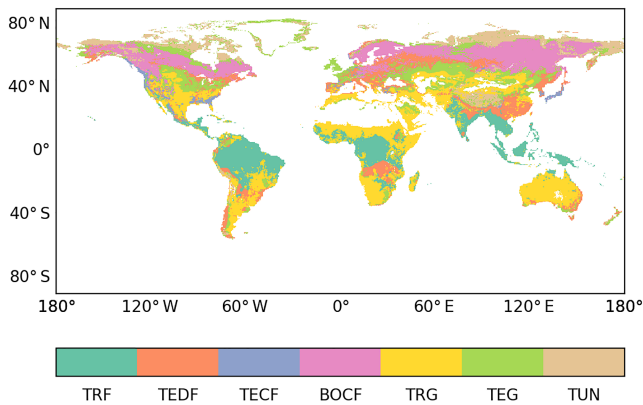 80° N
40° N
0°
40° S
80° S
180° 120° W 60° W 0° 60° E 120° E 180°
TRF TEDF TECF BOCF TRG TEG TUN